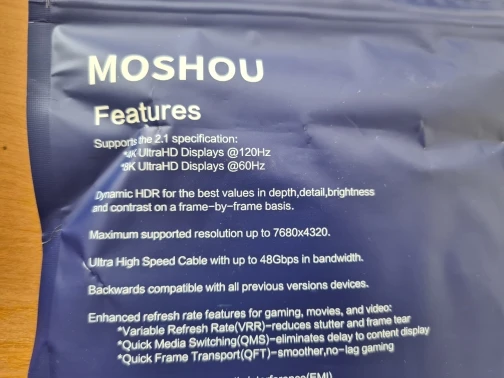 MOSHOU
Features
Supports the 2.1 specification:
*4K UltraHD Displays @120Hz
*8K UltraHD Displays @60Hz
Dynamic HDR for the best values in depth,detail,brightness
and contrast on a frame-by-frame basis.
Maximum supported resolution up to 7680x4320.
Ultra High Speed Cable with up to 48Gbps in bandwidth.
Backwards compatible with all previous versions devices.
Enhanced refresh rate features for gaming, movies, and video:
*Variable Refresh Rate(VRR)-reduces stutter and frame tear
*Quick Media Switching(QMS)-eliminates delay to content display
*Quick Frame Transport(QFT)-smoother,no-lag gaming